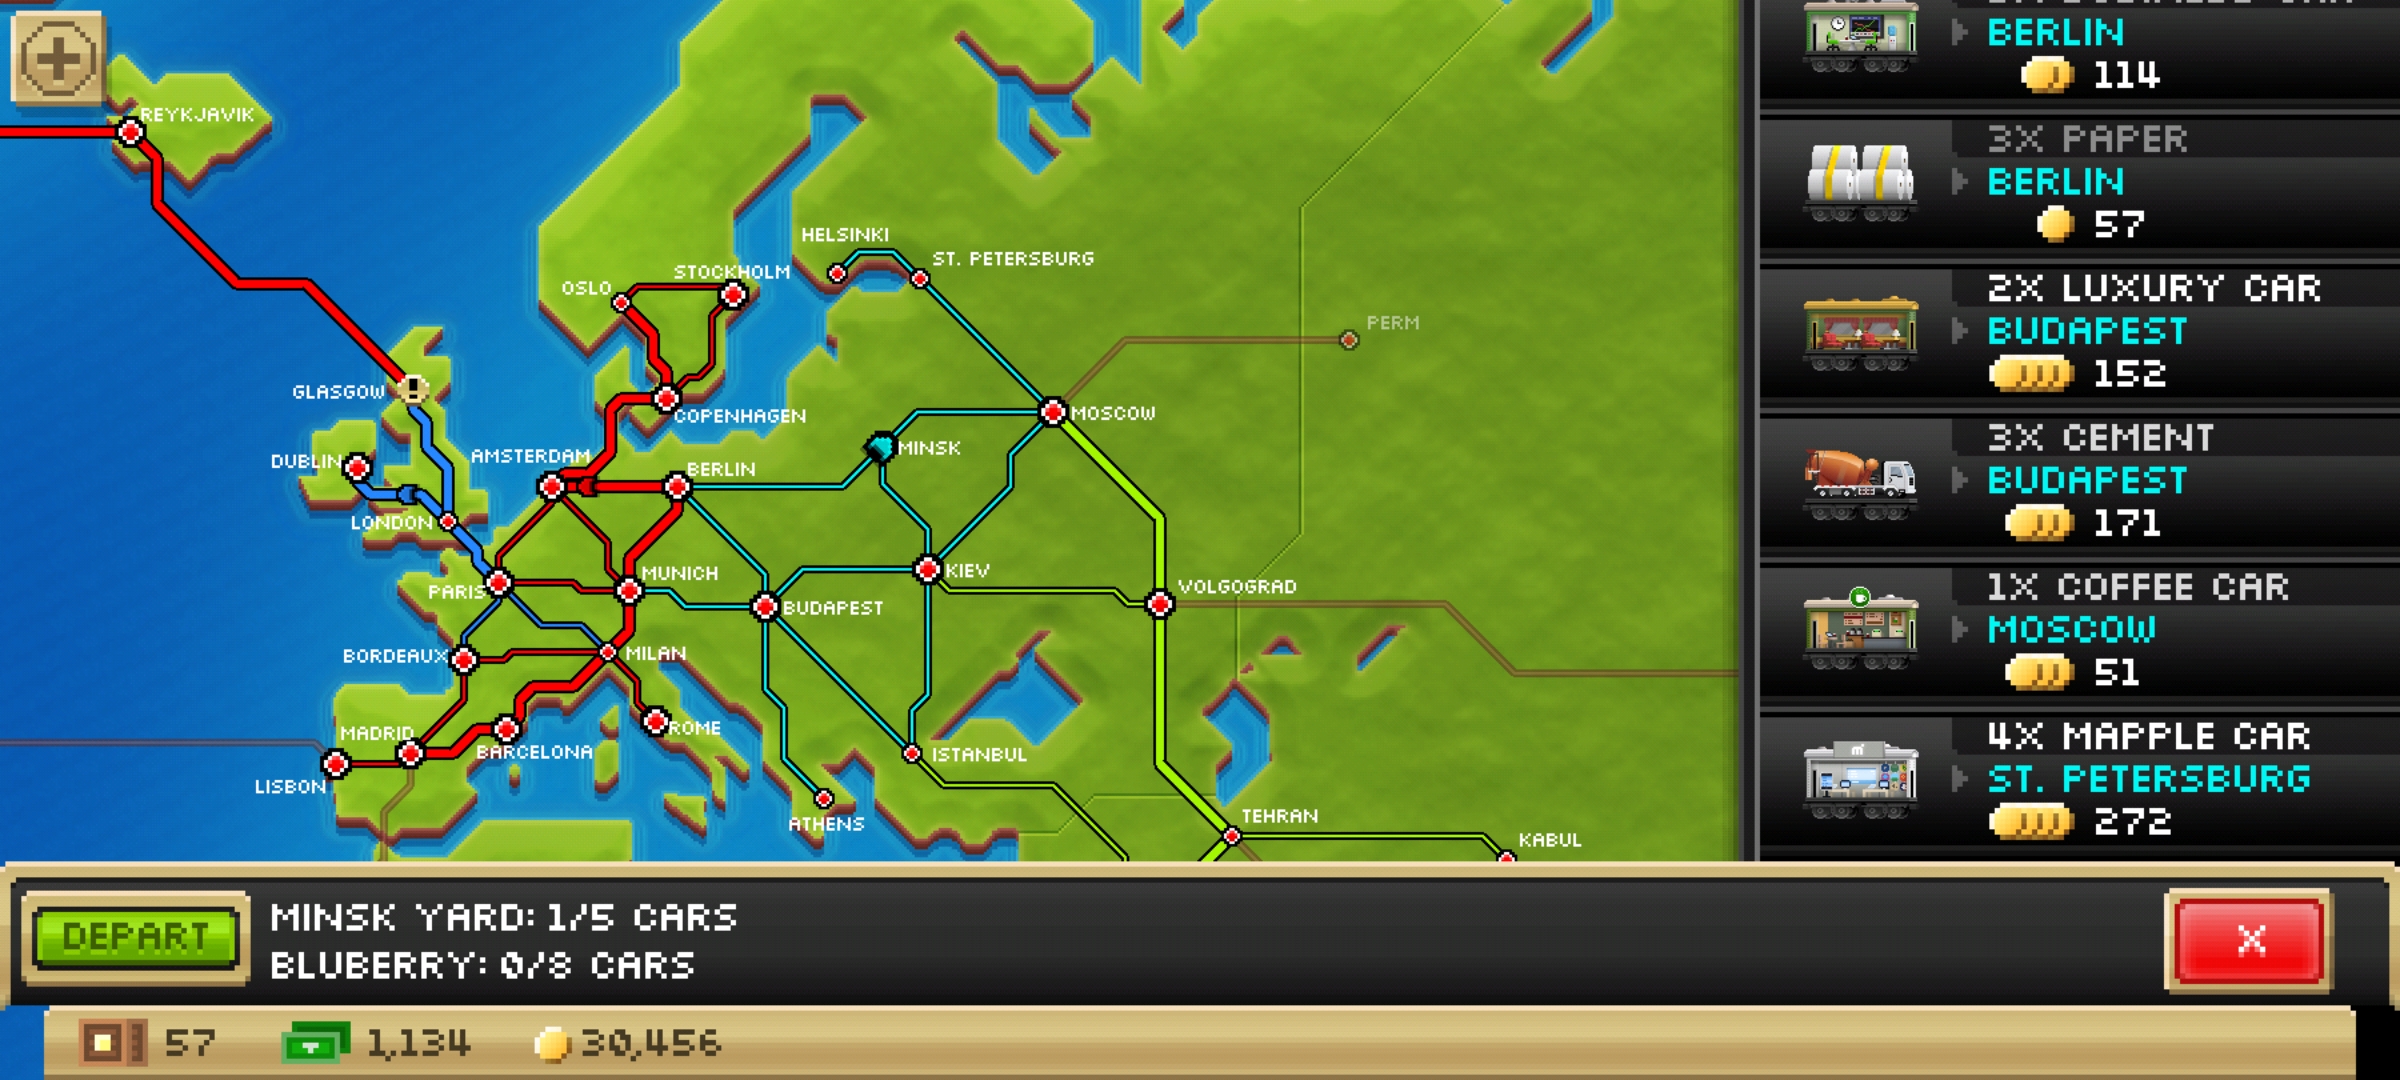 REYKJAVIK
HELSINKI
ST. PETERSBURG
STOCKHOLM
OSLO
PERM
GLASGOW
COPENHAGEN
MOSCOW
MINSK
AMSTERDAM
DUBLIN
BERLIN
LONDON
MUNICH
KIEV
PARIS
VOLGOGRAD
BUDAPEST
BORDEAUX
MILAN
MADRID
ROME
BARCELONA
ISTANBUL
LISBON
ATHENS
TEHRAN
KABUL
BERLIN
114
3X PAPER
BERLIN
57
2X LUXURY CAR
BUDAPEST
152
3X CEMENT
BUDAPEST
171
1X COFFEE CAR
MOSCOW
51
4X MAPPLE CAR
ST. PETERSBURG
272
DEPART
MINSK YARD: 1/5 CARS
BLUBERRY: 0/8 CARS
X
57
1,134
30,456